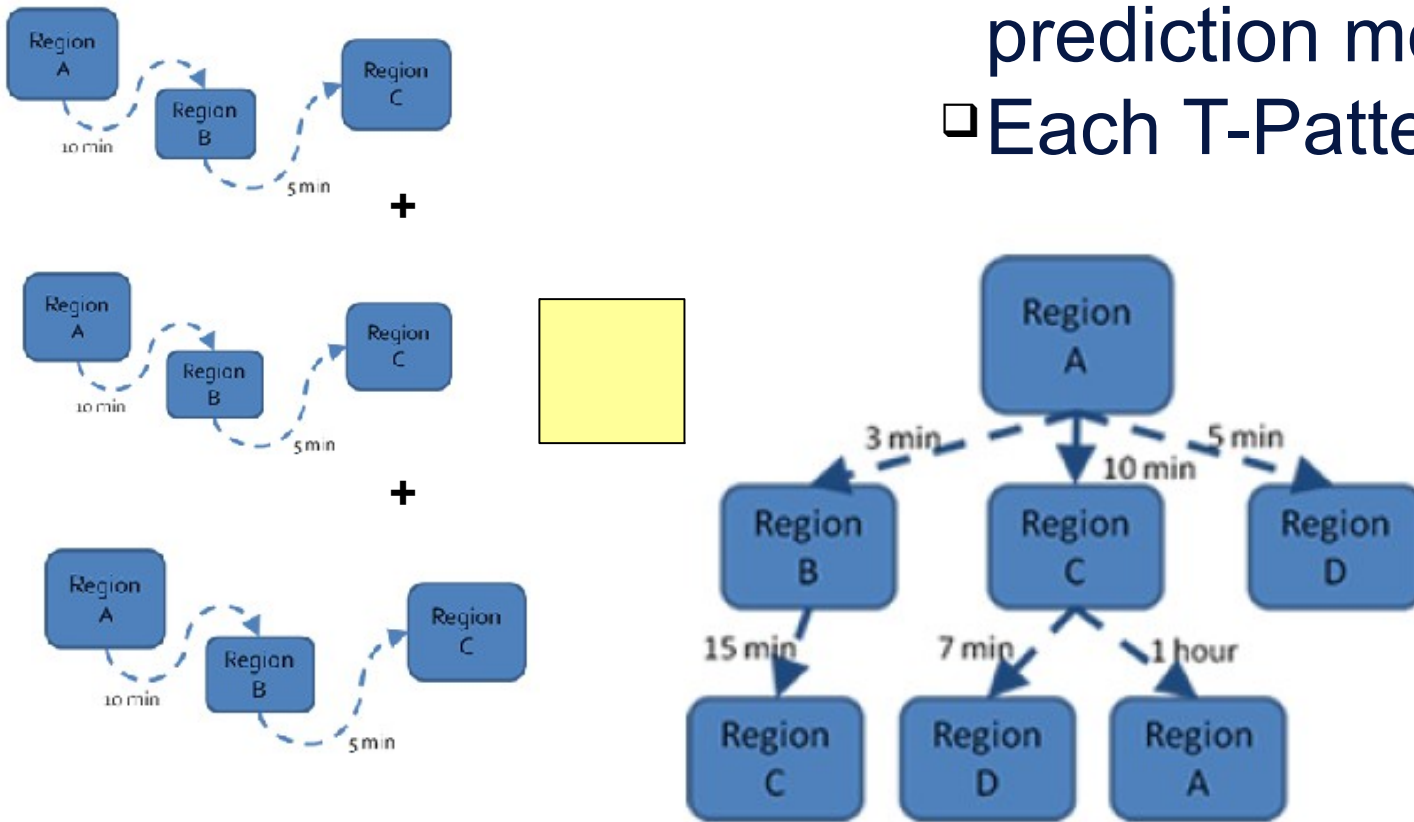 prediction m
Each T-Patte
Region
A
Region
B
Region
C
10 min
5 min
+
Region
A
Region
B
Region
C
10 min
5 min
+
Region
A
Region
B
Region
C
10 min
5 min
Region
A
3 min
10 min
5 min
Region
B
Region
C
Region
D
15 min
7 min
1 hour
Region
C
Region
D
Region
A